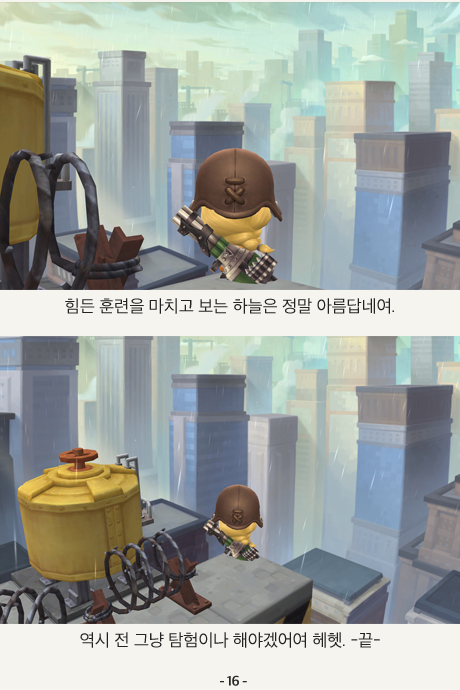 힘든 훈련을 마치고 보는 하늘은 정말 아름답네여.
역시 전 그냥 탐험이나 해야겠어여 헤헷. -끝-
- 16 -